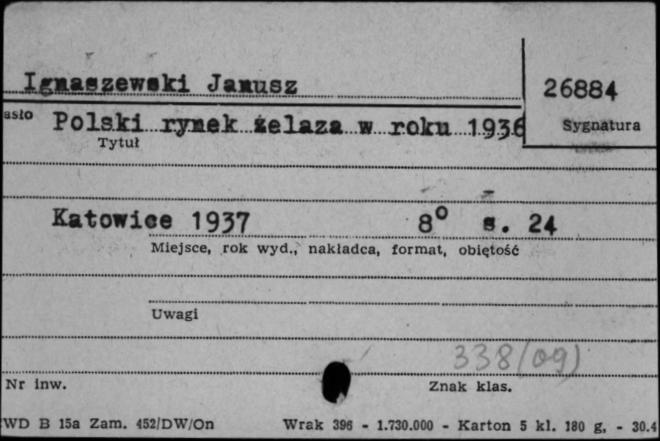 Ignaszewski Janusz
26884
asło Polski rynek żelaza w roku 1936
Sygnatura
Tytuł
Katowice 1937 8° s. 24
Miejsce, rok wyd., nakładca, format, obiętość
Uwagi
338(09)
Nr inw. Znak klas.
WD B 15a Zam. 452/DW/On Wrak 396 - 1.730.000 - Karton 5 kl. 180 g, - 30.4